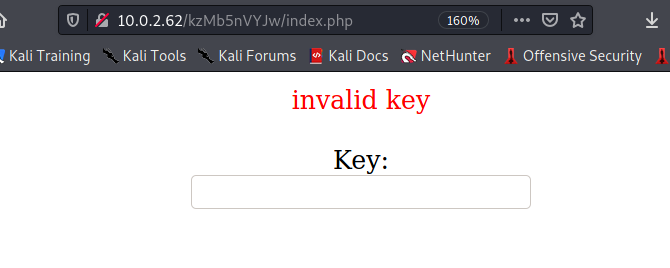 10.0.2.62/kzMb5nVYJw/index.php 160%
Kali Training Kali Tools Kali Forums Kali Docs NetHunter Offensive Security
invalid key
Key: